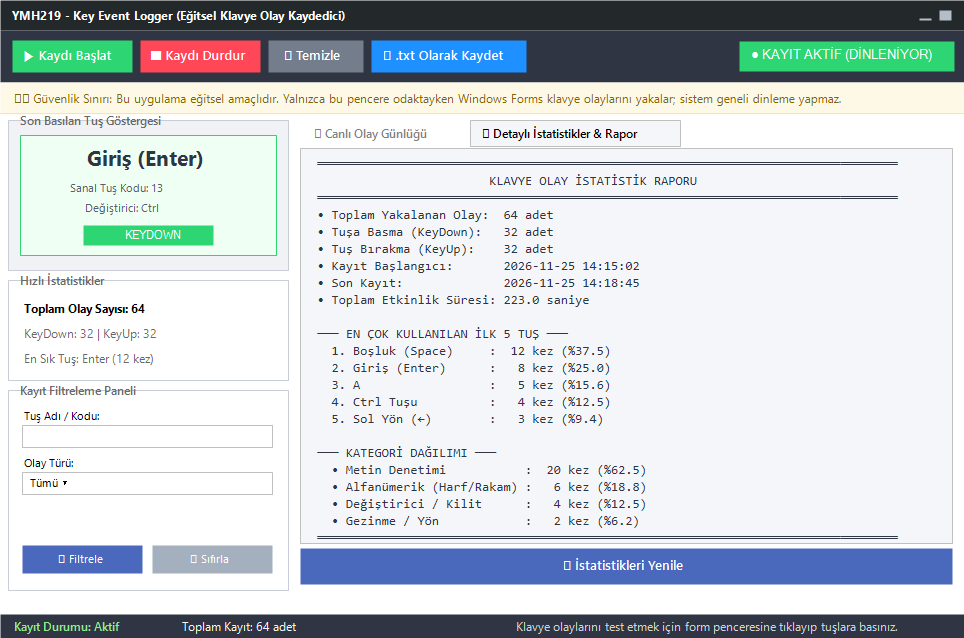 YMH219 - Key Event Logger (Eğitsel Klavye Olay Kaydedici)
▶ Kaydı Başlat
■ Kaydı Durdur
Temizle
.txt Olarak Kaydet
● KAYIT AKTİF (DİNLENİYOR)
Güvenlik Sınırı: Bu uygulama eğitsel amaçlıdır. Yalnızca bu pencere odaktayken Windows Forms klavye olaylarını yakalar; sistem geneli dinleme yapmaz.
Son Basılan Tuş Göstergesi
Giriş (Enter)
Sanal Tuş Kodu: 13
Değiştirici: Ctrl
KEYDOWN
Hızlı İstatistikler
Toplam Olay Sayısı: 64
KeyDown: 32 | KeyUp: 32
En Sık Tuş: Enter (12 kez)
Kayıt Filtreleme Paneli
Tuş Adı / Kodu:
Olay Türü:
Tümü ▾
Filtrele
Sıfırla
Canlı Olay Günlüğü
Detaylı İstatistikler & Rapor
KLAVYE OLAY İSTATİSTİK RAPORU
• Toplam Yakalanan Olay: 64 adet
• Tuşa Basma (KeyDown): 32 adet
• Tuş Bırakma (KeyUp): 32 adet
• Kayıt Başlangıcı: 2026-11-25 14:15:02
• Son Kayıt: 2026-11-25 14:18:45
• Toplam Etkinlik Süresi: 223.0 saniye
─── EN ÇOK KULLANILAN İLK 5 TUŞ ───
1. Boşluk (Space) : 12 kez (%37.5)
2. Giriş (Enter) : 8 kez (%25.0)
3. A : 5 kez (%15.6)
4. Ctrl Tuşu : 4 kez (%12.5)
5. Sol Yön (←) : 3 kez (%9.4)
─── KATEGORİ DAĞILIMI ───
• Metin Denetimi : 20 kez (%62.5)
• Alfanümerik (Harf/Rakam) : 6 kez (%18.8)
• Değiştirici / Kilit : 4 kez (%12.5)
• Gezinme / Yön : 2 kez (%6.2)
İstatistikleri Yenile
Kayıt Durumu: Aktif
Toplam Kayıt: 64 adet
Klavye olaylarını test etmek için form penceresine tıklayıp tuşlara basınız.